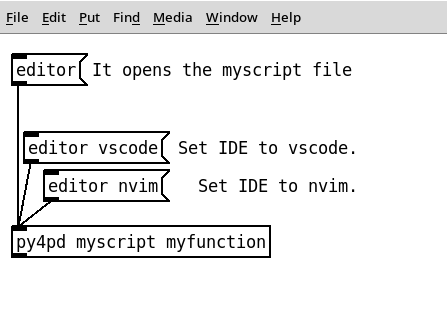 File Edit Put Find Media Window Help
editor It opens the myscript file
editor vscode Set IDE to vscode.
editor nvim Set IDE to nvim.
py4pd myscript myfunction